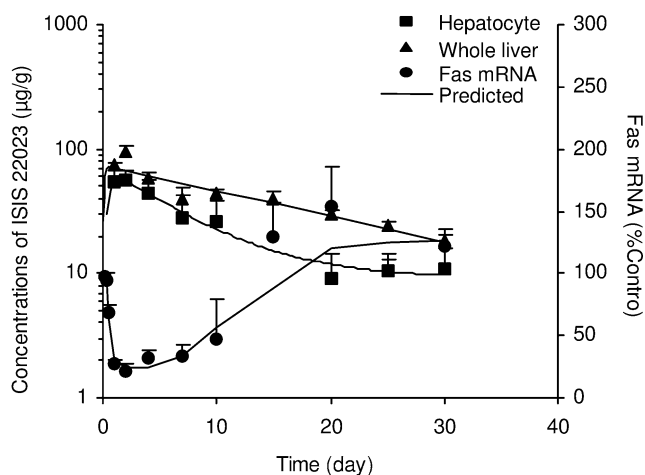 1000
100
10
1
Concentrations of ISIS 22023 (µg/g)
Hepatocyte
Whole liver
Fas mRNA
Predicted
300
250
200
150
100
50
0
Fas mRNA (%Contro)
0
10
20
30
40
Time (day)